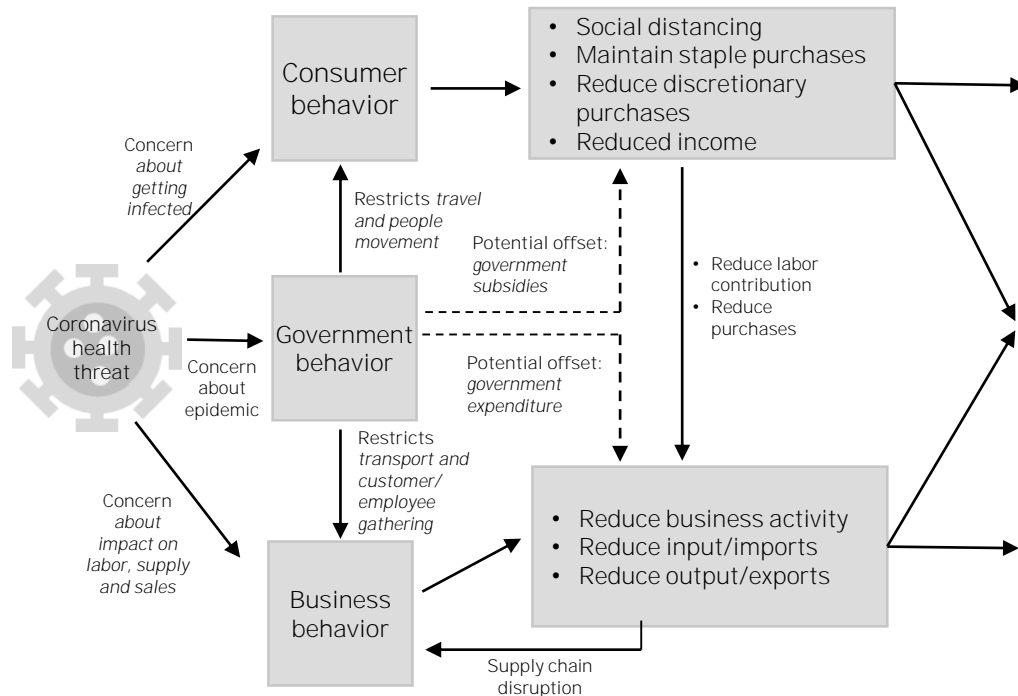 Consumer
behavior
• Social distancing
• Maintain staple purchases
• Reduce discretionary
purchases
• Reduced income
Concern
about
getting
infected
Restricts travel
and people
movement
Potential offset:
government
subsidies
• Reduce labor
contribution
• Reduce
purchases
Coronavirus
health
threat
Concern
about
epidemic
Government
behavior
Potential offset:
government
expenditure
Restricts
transport and
customer/
employee
gathering
Concern
about
impact on
labor, supply
and sales
Business
behavior
• Reduce business activity
• Reduce input/imports
• Reduce output/exports
Supply chain
disruption